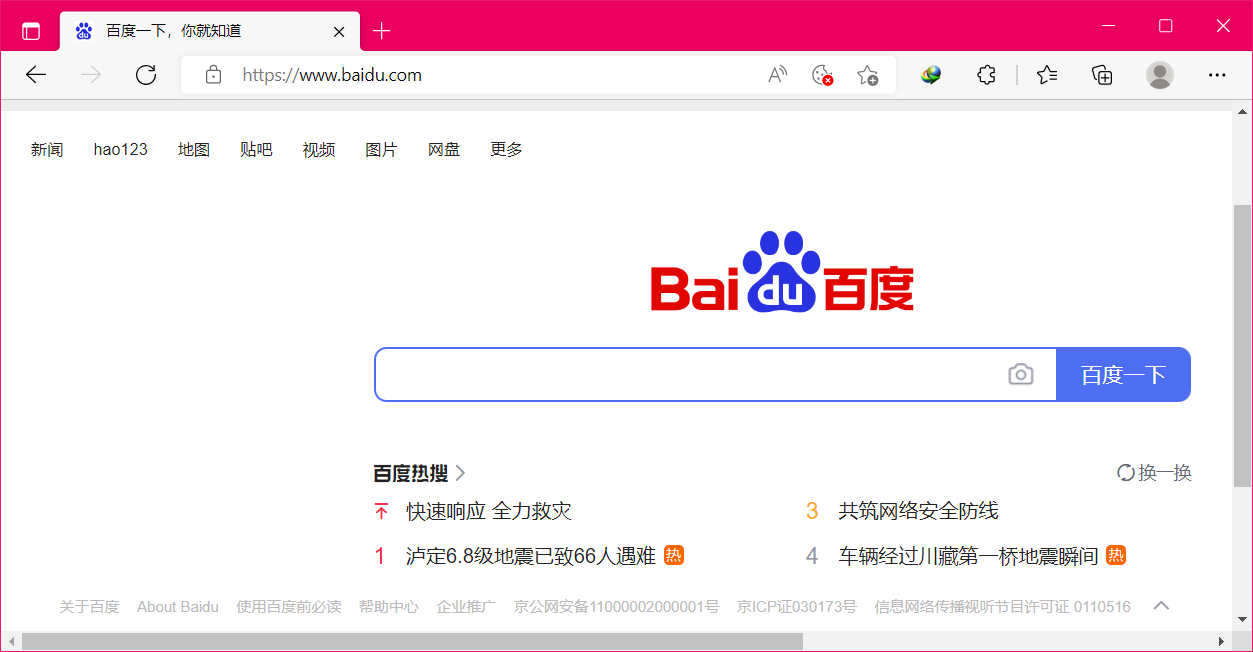 百度一下，你就知道
https://www.baidu.com
新闻 hao123 地图 贴吧 视频 图片 网盘 更多
Baidu百度
百度一下
百度热搜 换一换
快速响应 全力救灾
1 泸定6.8级地震已致66人遇难 热
3 共筑网络安全防线
4 车辆经过川藏第一桥地震瞬间 热
关于百度 About Baidu 使用百度前必读 帮助中心 企业推广 京公网安备11000002000001号 京ICP证030173号 信息网络传播视听节目许可证 0110516